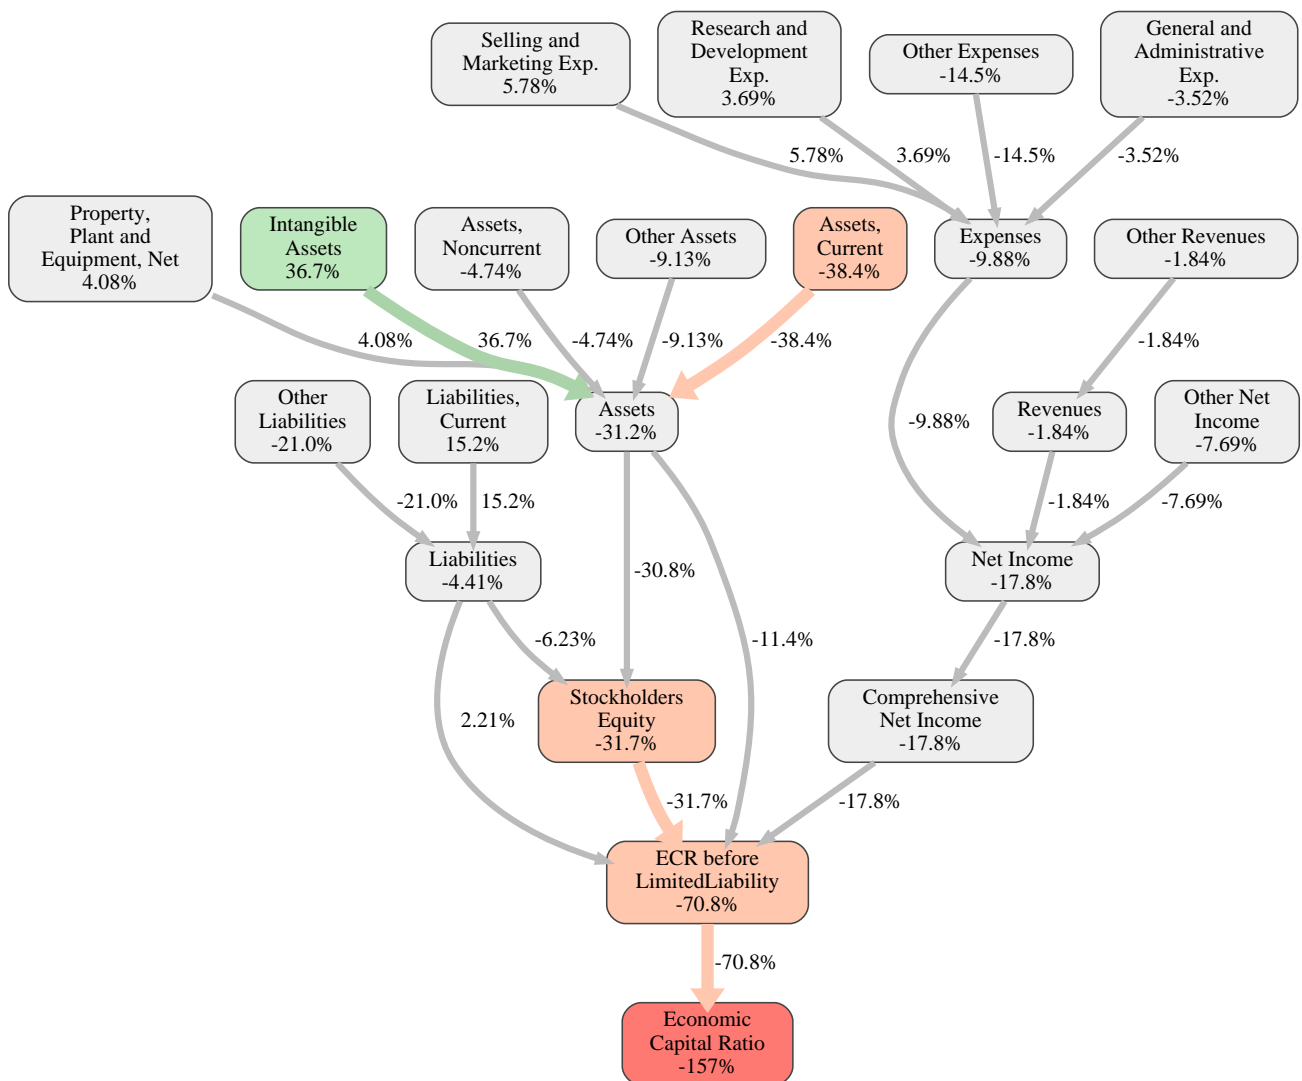 Selling and
Marketing Exp.
5.78%
Research and
Development
Exp.
3.69%
Other Expenses
-14.5%
General and
Administrative
Exp.
-3.52%
5.78%
3.69%
-14.5%
-3.52%
Property,
Plant and
Equipment, Net
4.08%
Intangible
Assets
36.7%
Assets,
Noncurrent
-4.74%
Other Assets
-9.13%
Assets,
Current
-38.4%
Expenses
-9.88%
Other Revenues
-1.84%
4.08%
36.7%
-4.74%
-9.13%
-38.4%
-1.84%
Other
Liabilities
-21.0%
Liabilities,
Current
15.2%
Assets
-31.2%
-9.88%
Revenues
-1.84%
Other Net
Income
-7.69%
-21.0%
15.2%
-1.84%
-7.69%
Liabilities
-4.41%
-30.8%
Net Income
-17.8%
-6.23%
-11.4%
-17.8%
2.21%
Stockholders
Equity
-31.7%
Comprehensive
Net Income
-17.8%
-31.7%
-17.8%
ECR before
LimitedLiability
-70.8%
-70.8%
Economic
Capital Ratio
-157%